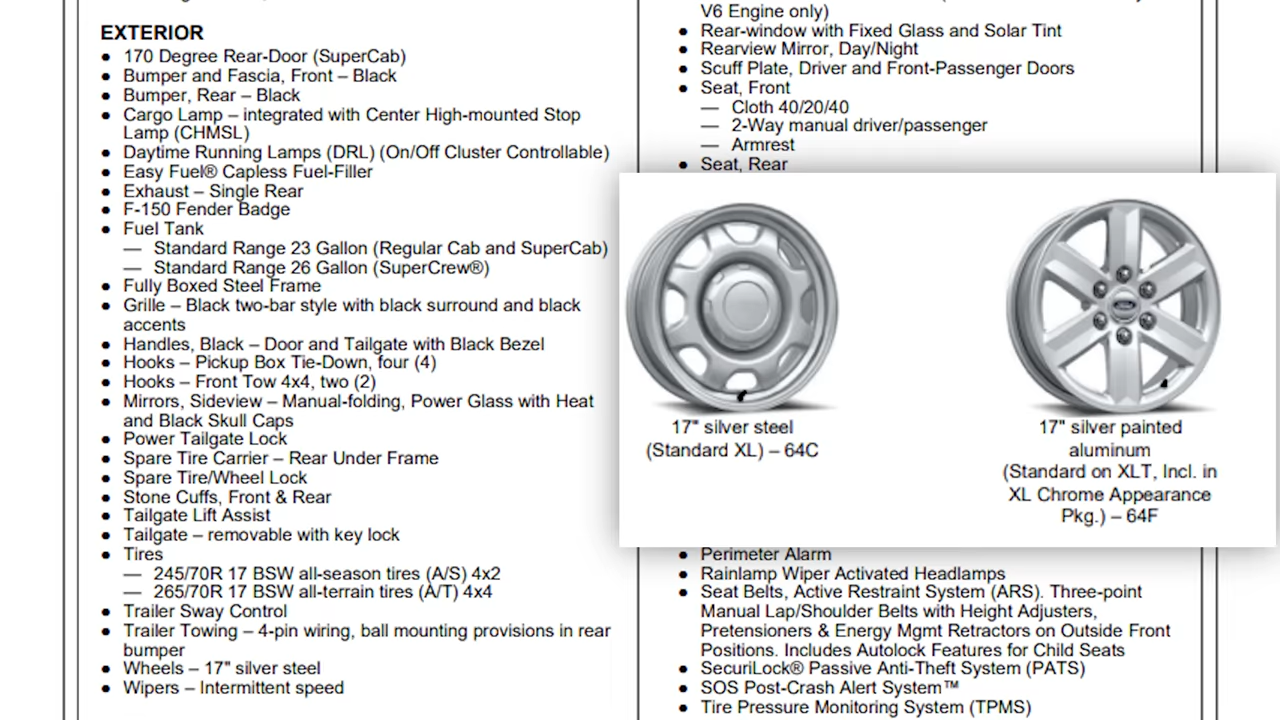 EXTERIOR
● 170 Degree Rear-Door (SuperCab)
● Bumper and Fascia, Front – Black
● Bumper, Rear – Black
● Cargo Lamp – integrated with Center High-mounted Stop
Lamp (CHMSL)
● Daytime Running Lamps (DRL) (On/Off Cluster Controllable)
● Easy Fuel® Capless Fuel-Filler
● Exhaust – Single Rear
● F-150 Fender Badge
● Fuel Tank
— Standard Range 23 Gallon (Regular Cab and SuperCab)
— Standard Range 26 Gallon (SuperCrew®)
● Fully Boxed Steel Frame
● Grille – Black two-bar style with black surround and black
accents
● Handles, Black – Door and Tailgate with Black Bezel
● Hooks – Pickup Box Tie-Down, four (4)
● Hooks – Front Tow 4x4, two (2)
● Mirrors, Sideview – Manual-folding, Power Glass with Heat
and Black Skull Caps
● Power Tailgate Lock
● Spare Tire Carrier – Rear Under Frame
● Spare Tire/Wheel Lock
● Stone Cuffs, Front & Rear
● Tailgate Lift Assist
● Tailgate – removable with key lock
● Tires
— 245/70R 17 BSW all-season tires (A/S) 4x2
— 265/70R 17 BSW all-terrain tires (A/T) 4x4
● Trailer Sway Control
● Trailer Towing – 4-pin wiring, ball mounting provisions in rear
bumper
● Wheels – 17" silver steel
● Wipers – Intermittent speed
V6 Engine only)
● Rear-window with Fixed Glass and Solar Tint
● Rearview Mirror, Day/Night
● Scuff Plate, Driver and Front-Passenger Doors
● Seat, Front
— Cloth 40/20/40
— 2-Way manual driver/passenger
— Armrest
● Seat, Rear
17" silver steel
(Standard XL) – 64C
Ford
17" silver painted
aluminum
(Standard on XLT, Incl. in
XL Chrome Appearance
Pkg.) – 64F
● Perimeter Alarm
● Rainlamp Wiper Activated Headlamps
● Seat Belts, Active Restraint System (ARS). Three-point
Manual Lap/Shoulder Belts with Height Adjusters,
Pretensioners & Energy Mgmt Retractors on Outside Front
Positions. Includes Autolock Features for Child Seats
● SecuriLock® Passive Anti-Theft System (PATS)
● SOS Post-Crash Alert System™
● Tire Pressure Monitoring System (TPMS)